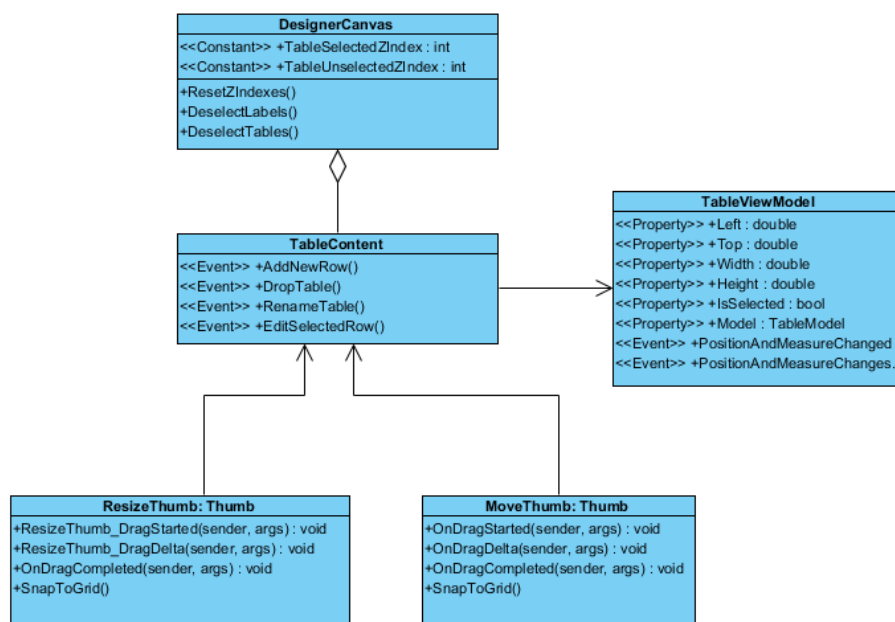 DesignerCanvas
<<Constant>> +TableSelectedZIndex : int
<<Constant>> +TableUnselectedZIndex : int
+ResetZIndexes()
+DeselectLabels()
+DeselectTables()
TableViewModel
<<Property>> +Left : double
<<Property>> +Top : double
<<Property>> +Width : double
<<Property>> +Height : double
<<Property>> +IsSelected : bool
<<Property>> +Model : TableModel
<<Event>> +PositionAndMeasureChanged
<<Event>> +PositionAndMeasureChanges.
TableContent
<<Event>> +AddNewRow()
<<Event>> +DropTable()
<<Event>> +RenameTable()
<<Event>> +EditSelectedRow()
ResizeThumb: Thumb
+ResizeThumb_DragStarted(sender, args) : void
+ResizeThumb_DragDelta(sender, args) : void
+OnDragCompleted(sender, args) : void
+SnapToGrid()
MoveThumb: Thumb
+OnDragStarted(sender, args) : void
+OnDragDelta(sender, args) : void
+OnDragCompleted(sender, args) : void
+SnapToGrid()